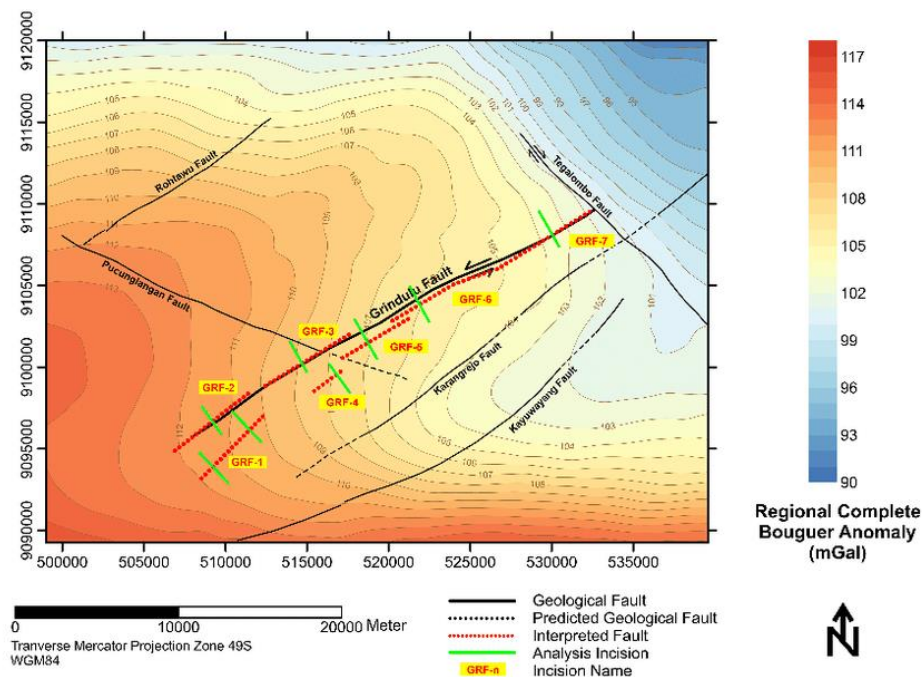 9120000
9115000
9110000
9105000
9100000
9095000
9090000
500000
505000
510000
515000
520000
525000
530000
535000
Rohtawu Fault
Pucunglangan Fault
Grindulu Fault
Tegalombo Fault
Karangrejo Fault
Kayuwayang Fault
GRF-1
GRF-2
GRF-3
GRF-4
GRF-5
GRF-6
GRF-7
117
114
111
108
105
102
99
96
93
90
Regional Complete
Bouguer Anomaly
(mGal)
0
10000
20000 Meter
Tranverse Mercator Projection Zone 49S
WGM84
Geological Fault
Predicted Geological Fault
Interpreted Fault
Analysis Incision
GRF-n
Incision Name
N